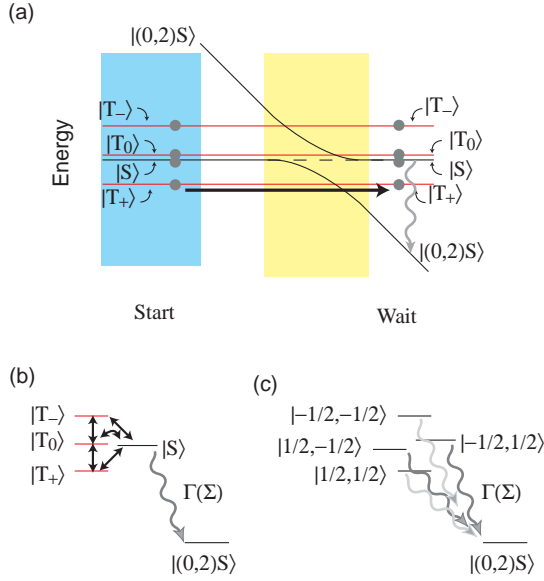 (a)
|(0,2)S⟩
|T₋⟩
|T₋⟩
|T₀⟩
|T₀⟩
|S⟩
|S⟩
|T₊⟩
|T₊⟩
Energy
|(0,2)S⟩
Start
Wait
(b)
(c)
|T₋⟩
|T₀⟩
|S⟩
|T₊⟩
Γ(Σ)
|(0,2)S⟩
|−1/2,−1/2⟩
|1/2,−1/2⟩
|−1/2,1/2⟩
|1/2,1/2⟩
Γ(Σ)
|(0,2)S⟩